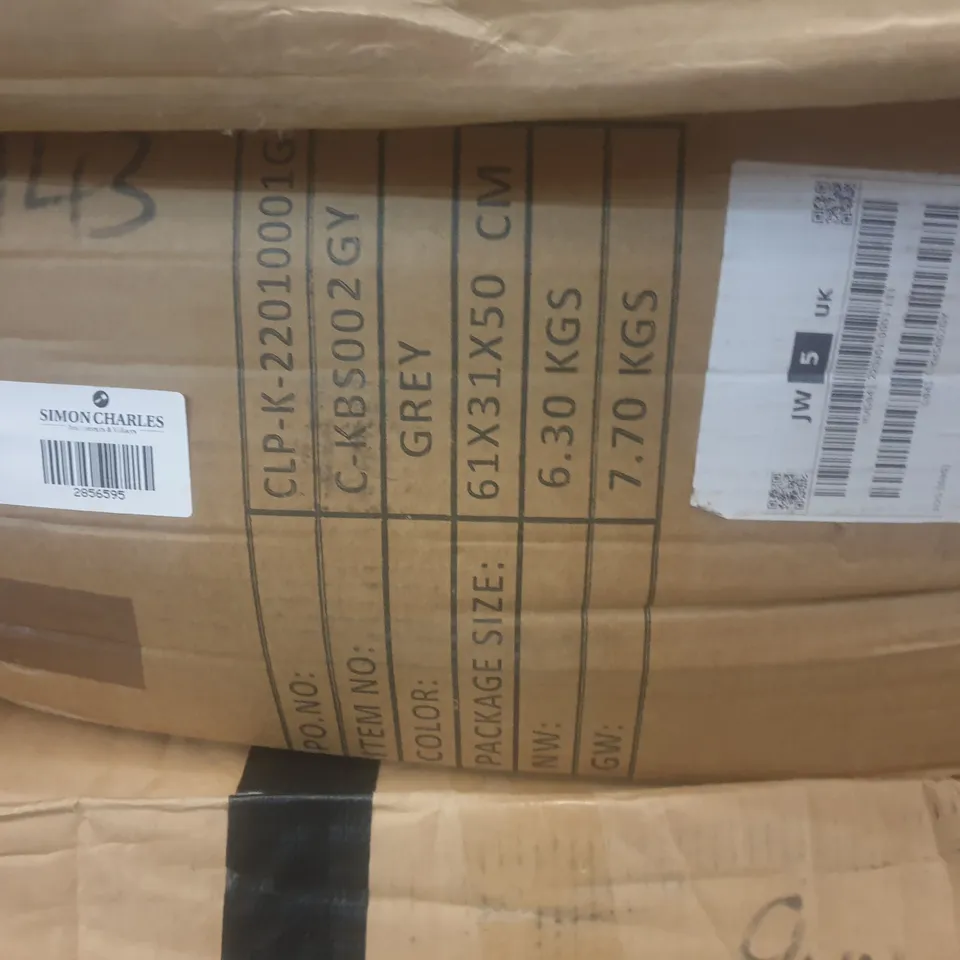 143
PO.NO: CLP-K-22010001G
ITEM NO: C-KBS002GY
COLOR: GREY
PACKAGE SIZE: 61X31X50 CM
NW: 6.30 KGS
GW: 7.70 KGS
SIMON CHARLES
2856595
JW 5 UK